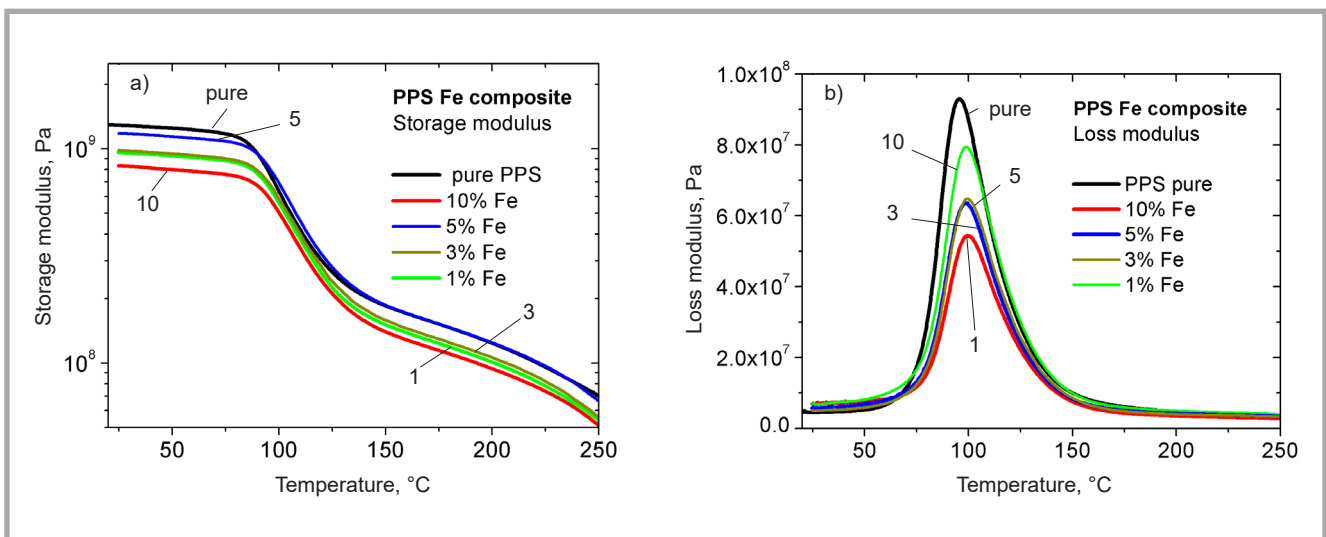 a)
pure
5
PPS Fe composite
Storage modulus
pure PPS
10% Fe
5% Fe
3% Fe
1% Fe
10
3
1
10⁹
10⁸
Storage modulus, Pa
50 100 150 200 250
Temperature, °C
b)
pure
10
5
3
1
PPS Fe composite
Loss modulus
PPS pure
10% Fe
5% Fe
3% Fe
1% Fe
1.0x10⁸
8.0x10⁷
6.0x10⁷
4.0x10⁷
2.0x10⁷
0.0
Loss modulus, Pa
50 100 150 200 250
Temperature, °C